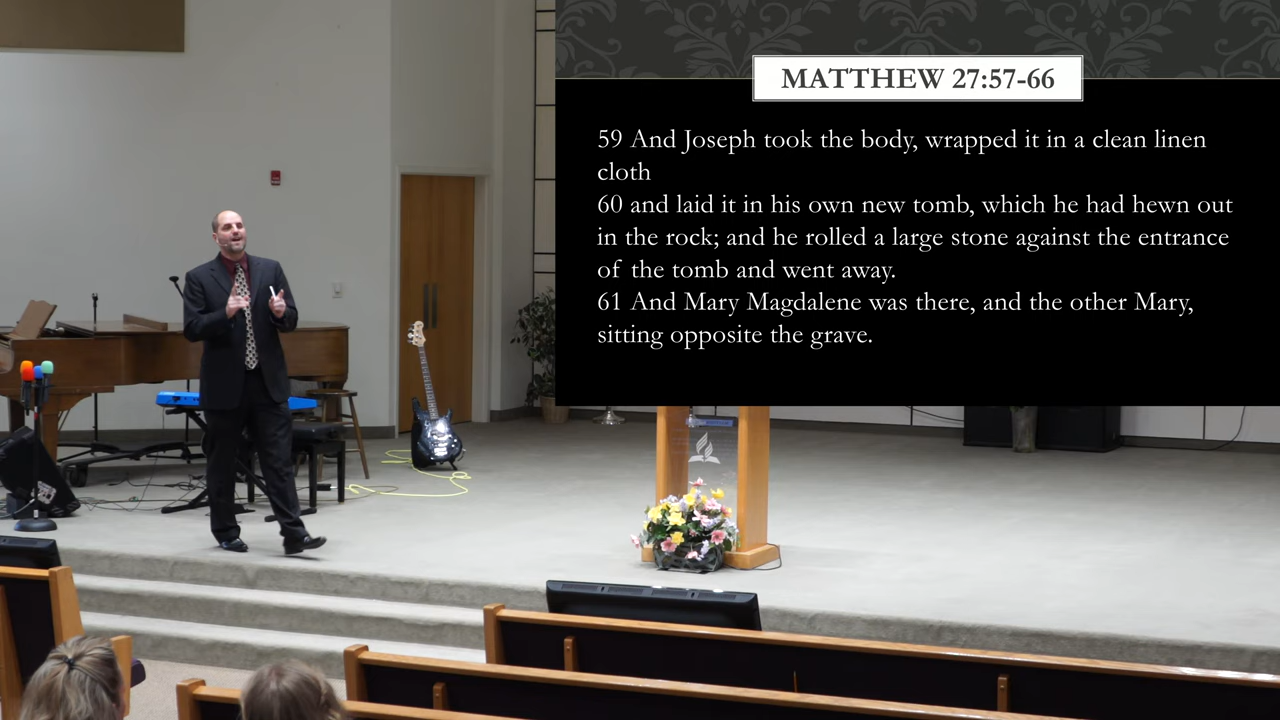 MATTHEW 27:57-66
59 And Joseph took the body, wrapped it in a clean linen
cloth
60 and laid it in his own new tomb, which he had hewn out
in the rock; and he rolled a large stone against the entrance
of the tomb and went away.
61 And Mary Magdalene was there, and the other Mary,
sitting opposite the grave.